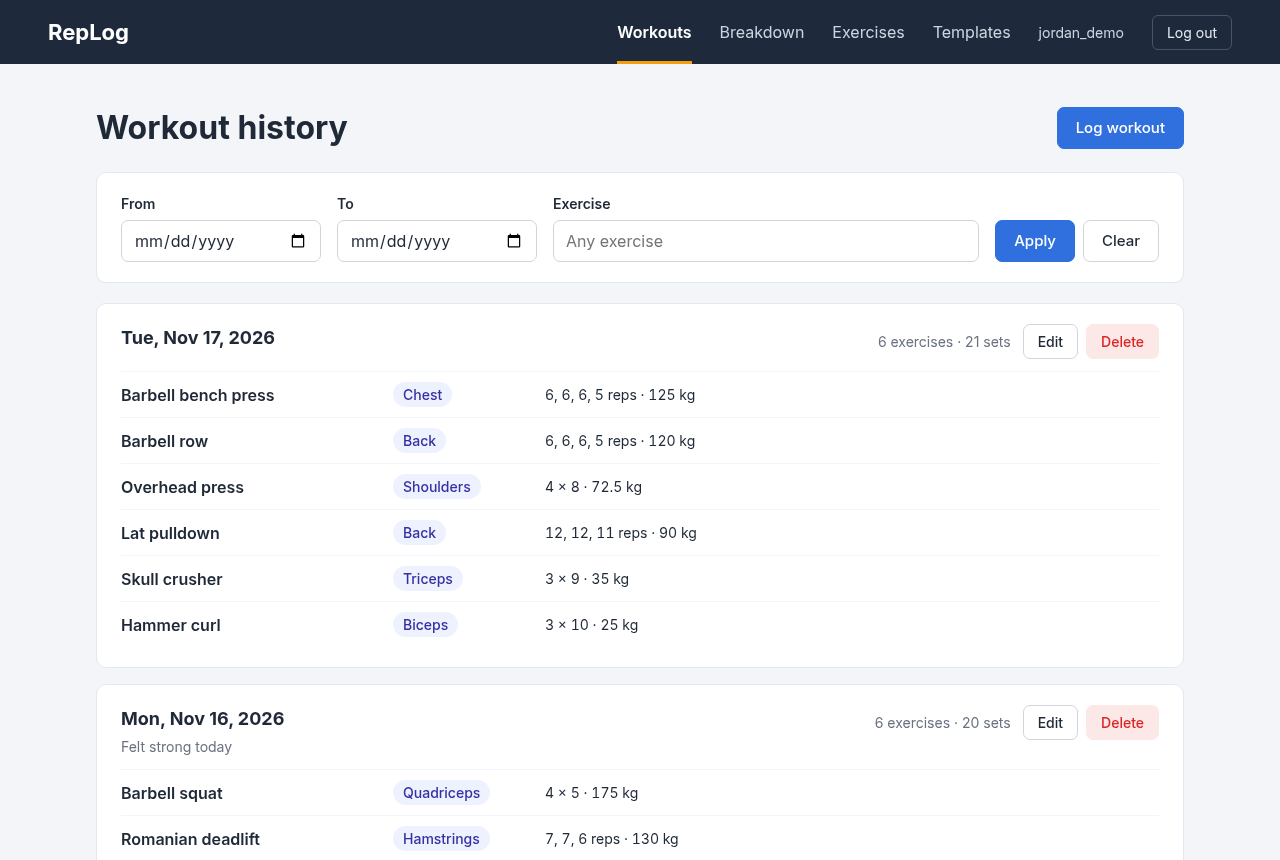 RepLog
Workouts Breakdown Exercises Templates jordan_demo Log out
Workout history Log workout
From To Exercise
mm/dd/yyyy mm/dd/yyyy Any exercise Apply Clear
Tue, Nov 17, 2026 6 exercises · 21 sets Edit Delete
Barbell bench press Chest 6, 6, 6, 5 reps · 125 kg
Barbell row Back 6, 6, 6, 5 reps · 120 kg
Overhead press Shoulders 4 × 8 · 72.5 kg
Lat pulldown Back 12, 12, 11 reps · 90 kg
Skull crusher Triceps 3 × 9 · 35 kg
Hammer curl Biceps 3 × 10 · 25 kg
Mon, Nov 16, 2026 6 exercises · 20 sets Edit Delete
Felt strong today
Barbell squat Quadriceps 4 × 5 · 175 kg
Romanian deadlift Hamstrings 7, 7, 6 reps · 130 kg